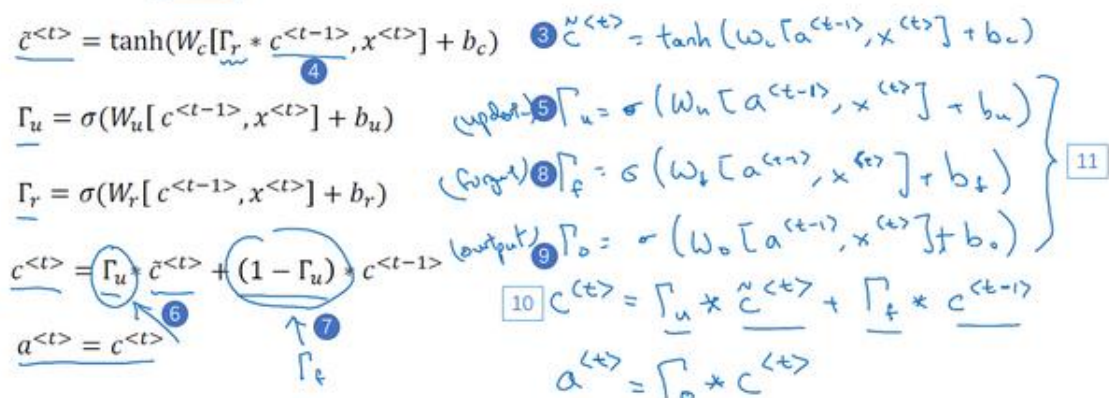 c̃^<t> = tanh(W_c[Γ_r * c^<t−1>, x^<t>] + b_c)
4
Γ_u = σ(W_u[ c^<t−1>, x^<t>] + b_u)
Γ_r = σ(W_r[ c^<t−1>, x^<t>] + b_r)
c^<t> = Γ_u * c̃^<t> + (1 − Γ_u) * c^<t−1>
6 7
a^<t> = c^<t>
Γ_f
3 c̃^<t> = tanh(W_c[a^<t-1>, x^<t>] + b_c)
(update) 5 Γ_u = σ(W_u[a^<t-1>, x^<t>] + b_u)
(forget) 8 Γ_f = σ(W_f[a^<t-1>, x^<t>] + b_f)
11
(output) 9 Γ_o = σ(W_o[a^<t-1>, x^<t>] + b_o)
10 c^<t> = Γ_u * c̃^<t> + Γ_f * c^<t-1>
a^<t> = Γ_o * c^<t>